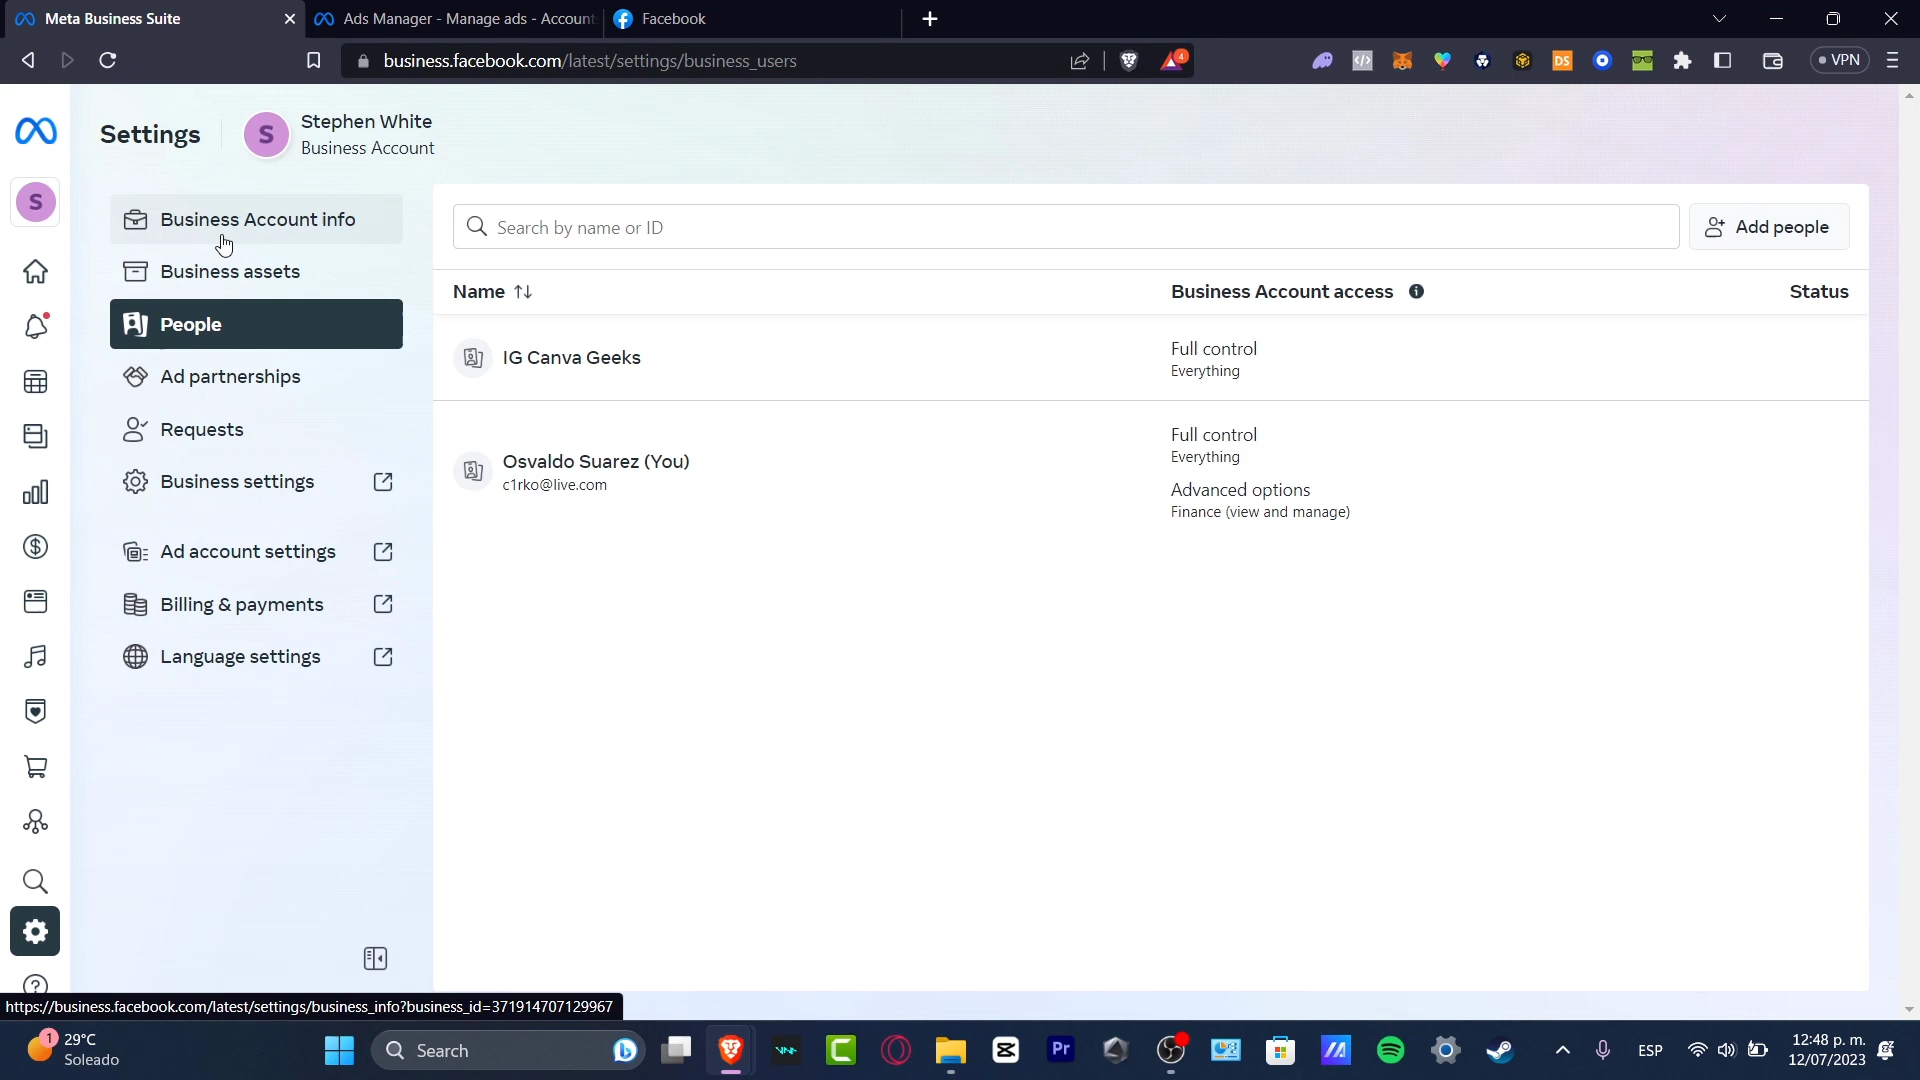 Meta Business Suite
Ads Manager - Manage ads - Account
Facebook
business.facebook.com/latest/settings/business_users
4
DS
VPN
Settings
S
Stephen White
Business Account
S
Business Account info
Business assets
People
Ad partnerships
Requests
Business settings
Ad account settings
Billing & payments
Language settings
Search by name or ID
Add people
Name
Business Account access
Status
IG Canva Geeks
Full control
Everything
Osvaldo Suarez (You)
c1rko@live.com
Full control
Everything
Advanced options
Finance (view and manage)
https://business.facebook.com/latest/settings/business_info?business_id=371914707129967
1
29°C
Soleado
Search
Pr
ESP
12:48 p. m.
12/07/2023